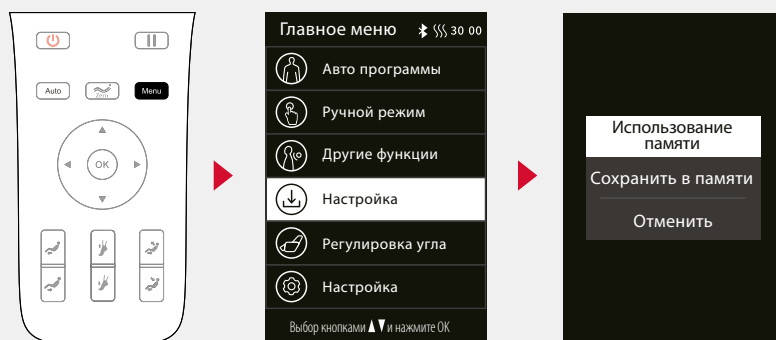 Auto
Zero
Menu
OK
Главное меню 30 00
Авто программы
Ручной режим
Другие функции
Настройка
Регулировка угла
Настройка
Выбор кнопками ▲▼ и нажмите OK
Использование
памяти
Сохранить в памяти
Отменить